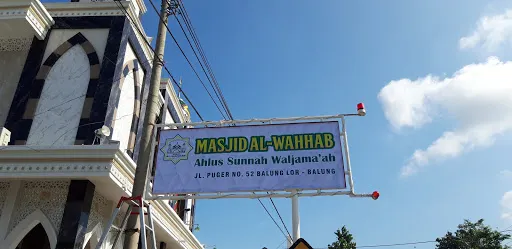 MASJID AL-WAHHAB
Ahlus Sunnah Waljama'ah
JL. PUGER NO. 52 BALUNG LOR - BALUNG